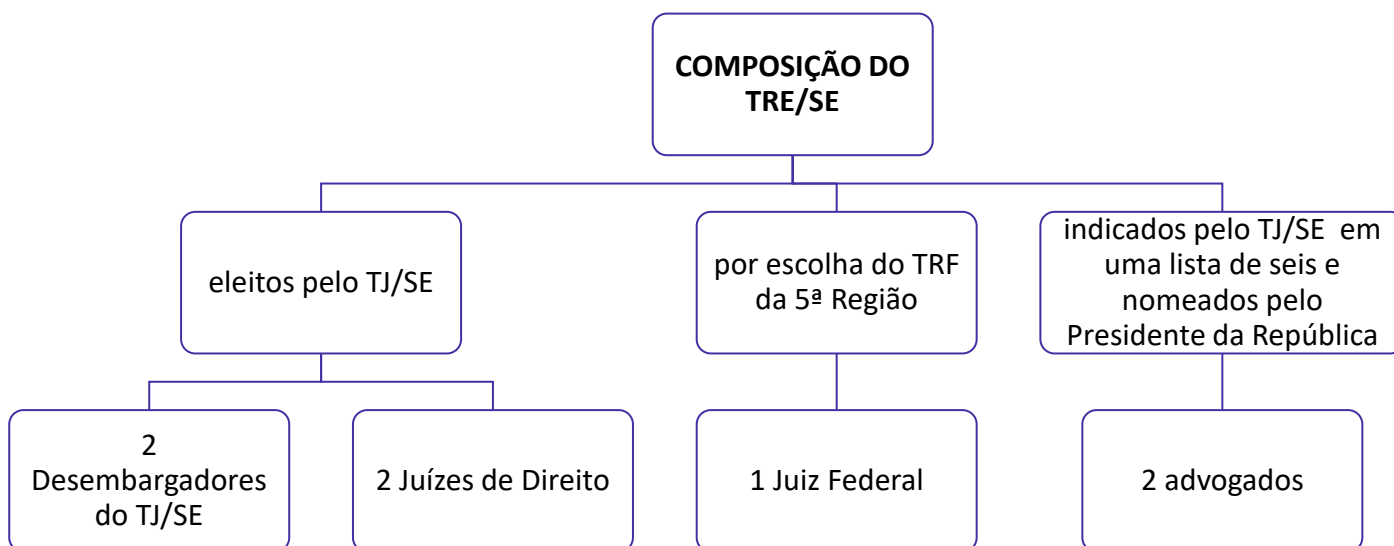 COMPOSIÇÃO DO
TRE/SE
eleitos pelo TJ/SE
por escolha do TRF
da 5ª Região
indicados pelo TJ/SE em
uma lista de seis e
nomeados pelo
Presidente da República
2
Desembargadores
do TJ/SE
2 Juízes de Direito
1 Juiz Federal
2 advogados